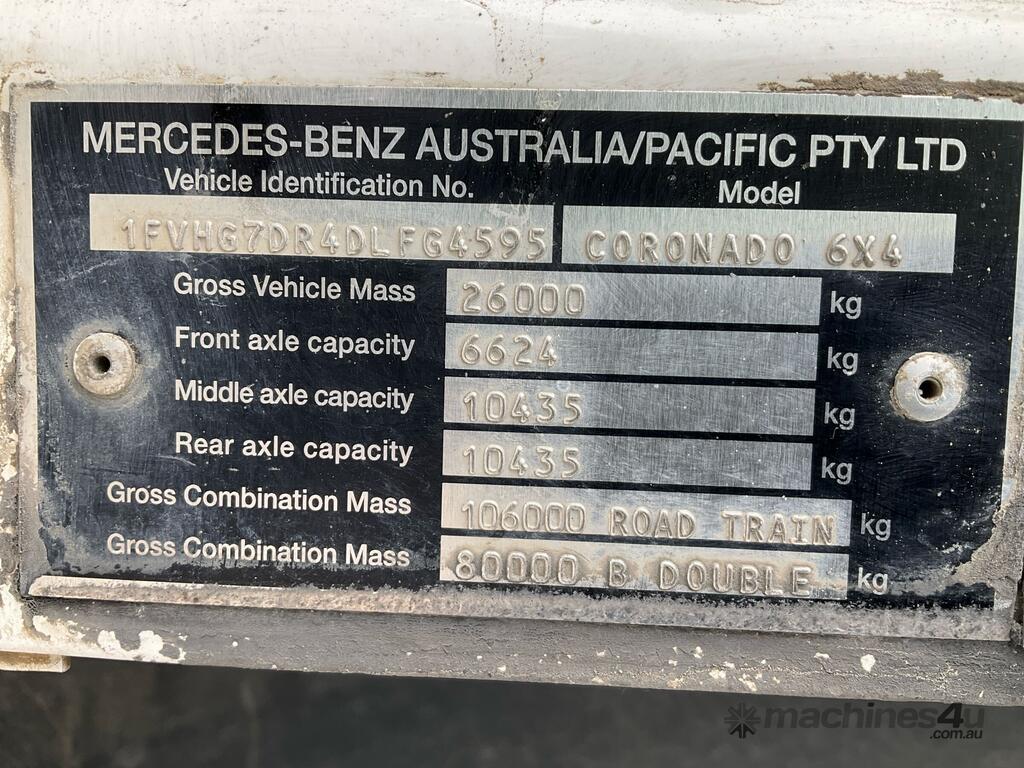 MERCEDES-BENZ AUSTRALIA/PACIFIC PTY LTD
Vehicle Identification No. Model
1FVHG7DR4DLFG4595 CORONADO 6X4
Gross Vehicle Mass 26000 kg
Front axle capacity 6624 kg
Middle axle capacity 10435 kg
Rear axle capacity 10435 kg
Gross Combination Mass 106000 ROAD TRAIN kg
Gross Combination Mass 80000 B DOUBLE kg
machines4u
.com.au